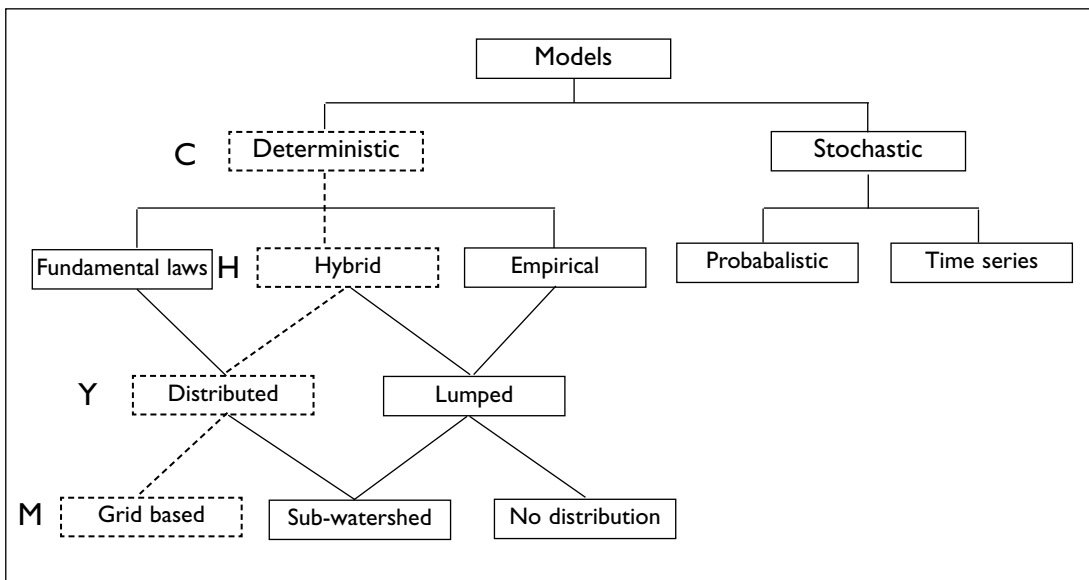 Models
C Deterministic Stochastic
Fundamental laws H Hybrid Empirical Probabalistic Time series
Y Distributed Lumped
M Grid based Sub-watershed No distribution